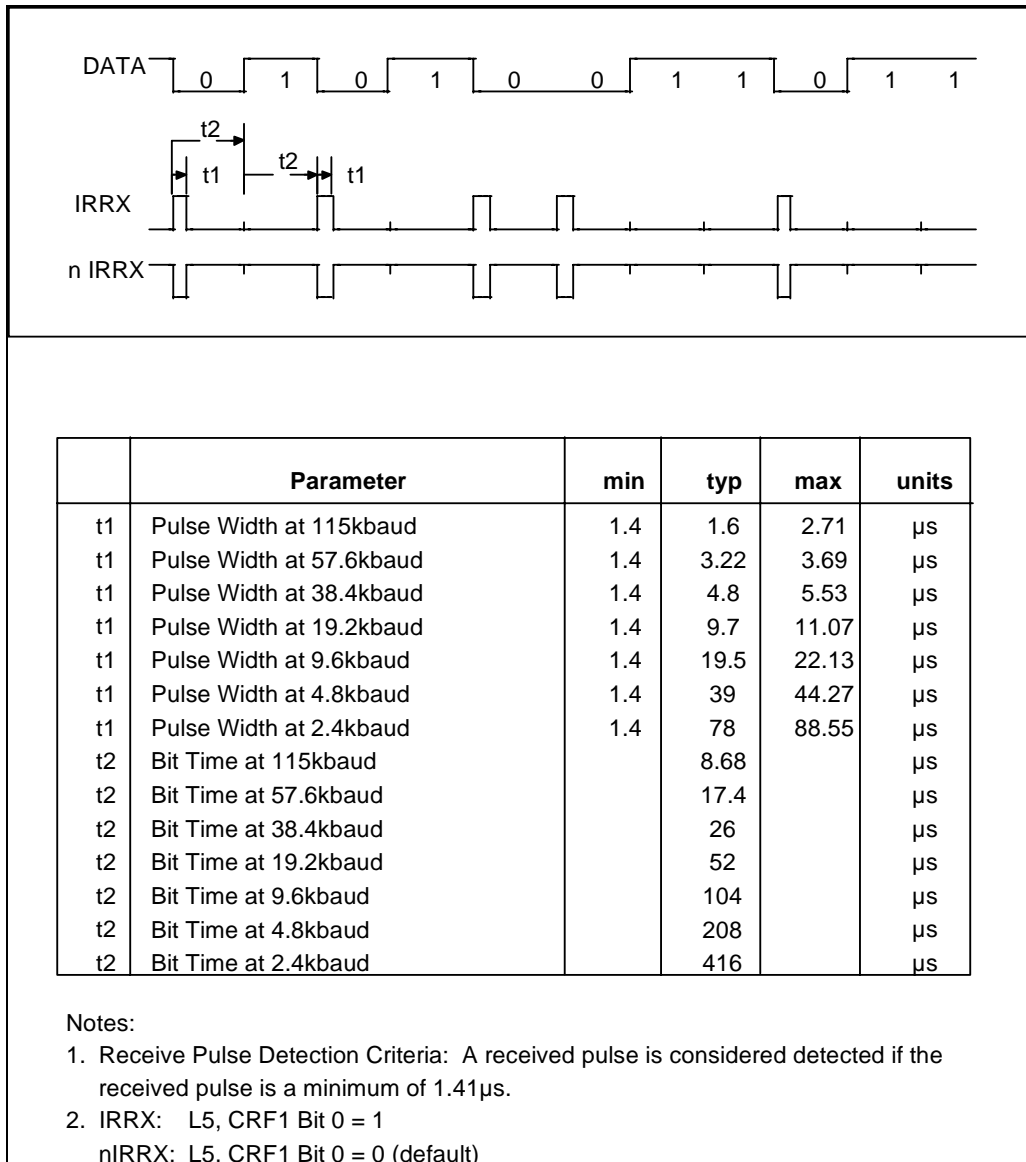 DATA 0 1 0 1 0 0 1 1 0 1 1
t2
t1 t2 t1
IRRX
n IRRX
Parameter min typ max units
t1 Pulse Width at 115kbaud 1.4 1.6 2.71 µs
t1 Pulse Width at 57.6kbaud 1.4 3.22 3.69 µs
t1 Pulse Width at 38.4kbaud 1.4 4.8 5.53 µs
t1 Pulse Width at 19.2kbaud 1.4 9.7 11.07 µs
t1 Pulse Width at 9.6kbaud 1.4 19.5 22.13 µs
t1 Pulse Width at 4.8kbaud 1.4 39 44.27 µs
t1 Pulse Width at 2.4kbaud 1.4 78 88.55 µs
t2 Bit Time at 115kbaud 8.68 µs
t2 Bit Time at 57.6kbaud 17.4 µs
t2 Bit Time at 38.4kbaud 26 µs
t2 Bit Time at 19.2kbaud 52 µs
t2 Bit Time at 9.6kbaud 104 µs
t2 Bit Time at 4.8kbaud 208 µs
t2 Bit Time at 2.4kbaud 416 µs
Notes:
1. Receive Pulse Detection Criteria: A received pulse is considered detected if the
received pulse is a minimum of 1.41µs.
2. IRRX: L5, CRF1 Bit 0 = 1
nIRRX: L5, CRF1 Bit 0 = 0 (default)